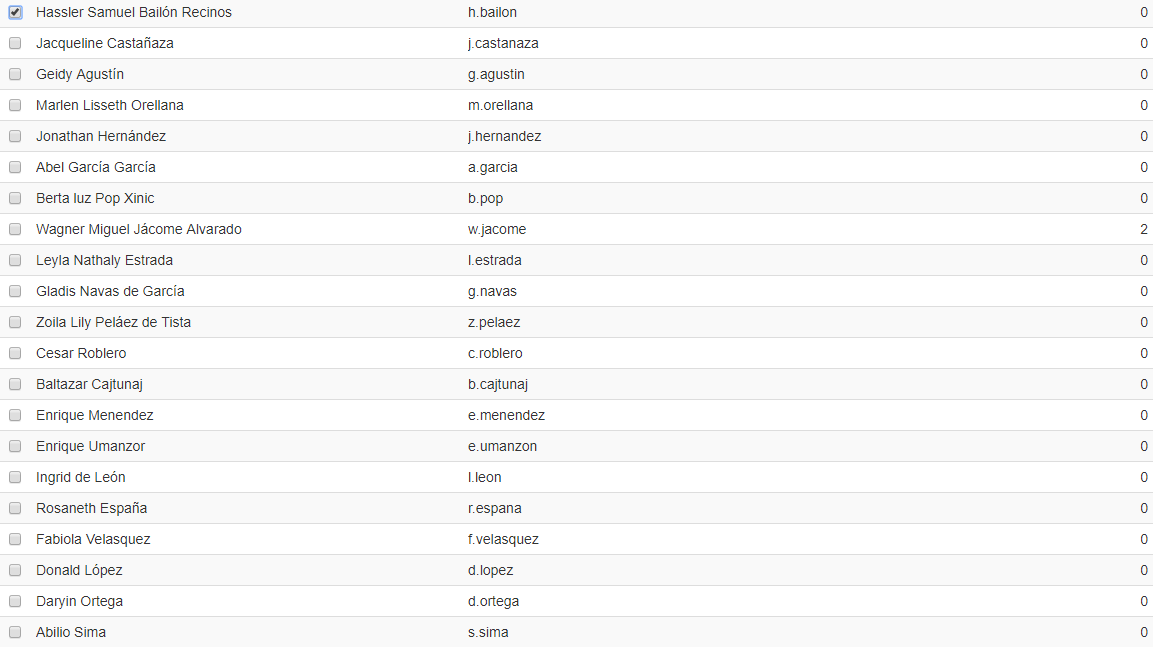 Hassler Samuel Bailón Recinos h.bailon 0
Jacqueline Castañaza j.castanaza 0
Geidy Agustín g.agustin 0
Marlen Lisseth Orellana m.orellana 0
Jonathan Hernández j.hernandez 0
Abel García García a.garcia 0
Berta luz Pop Xinic b.pop 0
Wagner Miguel Jácome Alvarado w.jacome 2
Leyla Nathaly Estrada l.estrada 0
Gladis Navas de García g.navas 0
Zoila Lily Peláez de Tista z.pelaez 0
Cesar Roblero c.roblero 0
Baltazar Cajtunaj b.cajtunaj 0
Enrique Menendez e.menendez 0
Enrique Umanzor e.umanzon 0
Ingrid de León I.leon 0
Rosaneth España r.espana 0
Fabiola Velasquez f.velasquez 0
Donald López d.lopez 0
Daryin Ortega d.ortega 0
Abilio Sima s.sima 0